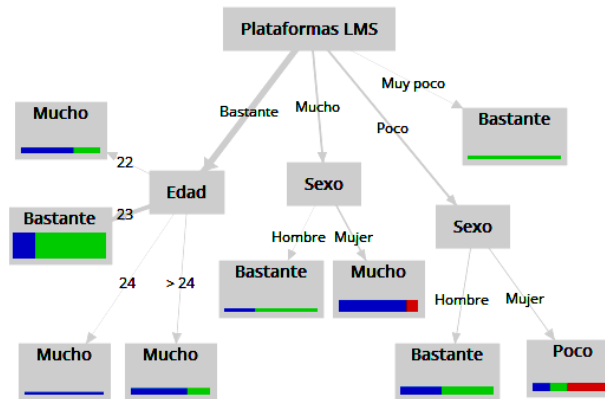 Plataformas LMS
Bastante
Mucho
Poco
Muy poco
Mucho
Bastante
22
Edad
Sexo
Bastante
23
Sexo
Hombre
Mujer
24
> 24
Bastante
Mucho
Hombre
Mujer
Mucho
Mucho
Bastante
Poco